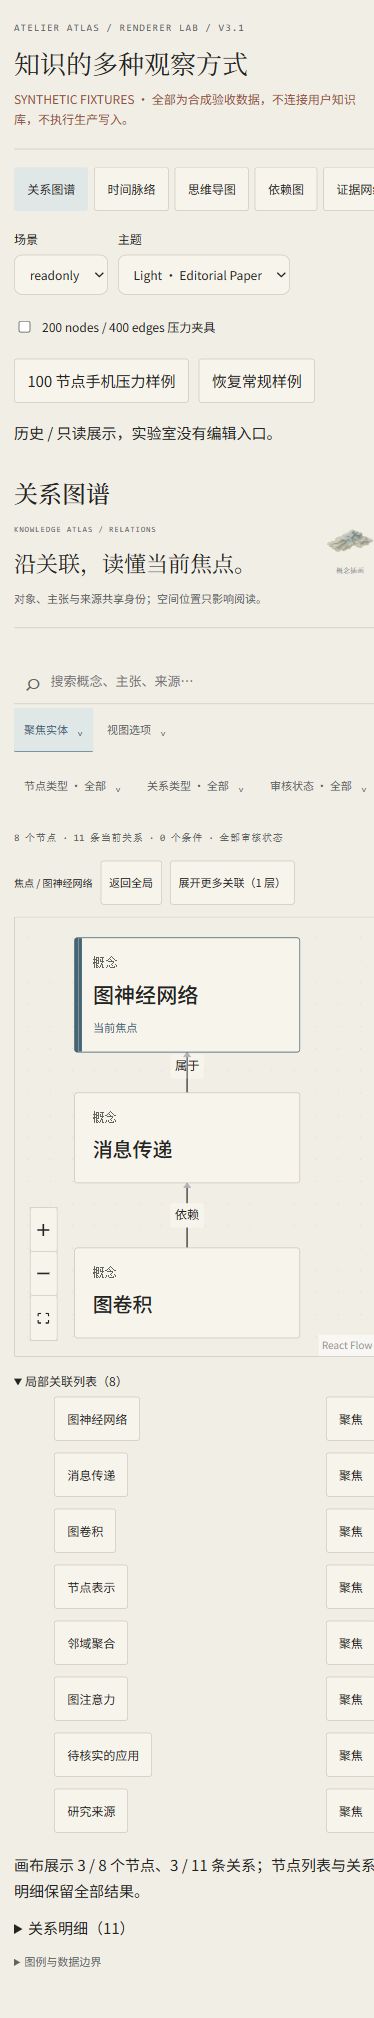 ATELIER ATLAS / RENDERER LAB / V3.1
知识的多种观察方式
SYNTHETIC FIXTURES · 全部为合成验收数据，不连接用户知识
库，不执行生产写入。
关系图谱
时间脉络
思维导图
依赖图
证据网
场景
主题
readonly
Light · Editorial Paper
200 nodes / 400 edges 压力夹具
100 节点手机压力样例
恢复常规样例
历史 / 只读展示，实验室没有编辑入口。
关系图谱
KNOWLEDGE ATLAS / RELATIONS
沿关联，读懂当前焦点。
概念插画
对象、主张与来源共享身份；空间位置只影响阅读。
搜索概念、主张、来源…
聚焦实体
视图选项
节点类型 · 全部
关系类型 · 全部
审核状态 · 全部
8 个节点 · 11 条当前关系 · 0 个条件 · 全部审核状态
焦点 / 图神经网络
返回全局
展开更多关联（1 层）
概念
图神经网络
当前焦点
属于
概念
消息传递
依赖
概念
图卷积
React Flow
▼ 局部关联列表（8）
图神经网络
聚焦
消息传递
聚焦
图卷积
聚焦
节点表示
聚焦
邻域聚合
聚焦
图注意力
聚焦
待核实的应用
聚焦
研究来源
聚焦
画布展示 3 / 8 个节点、3 / 11 条关系；节点列表与关系
明细保留全部结果。
▶ 关系明细（11）
▶ 图例与数据边界